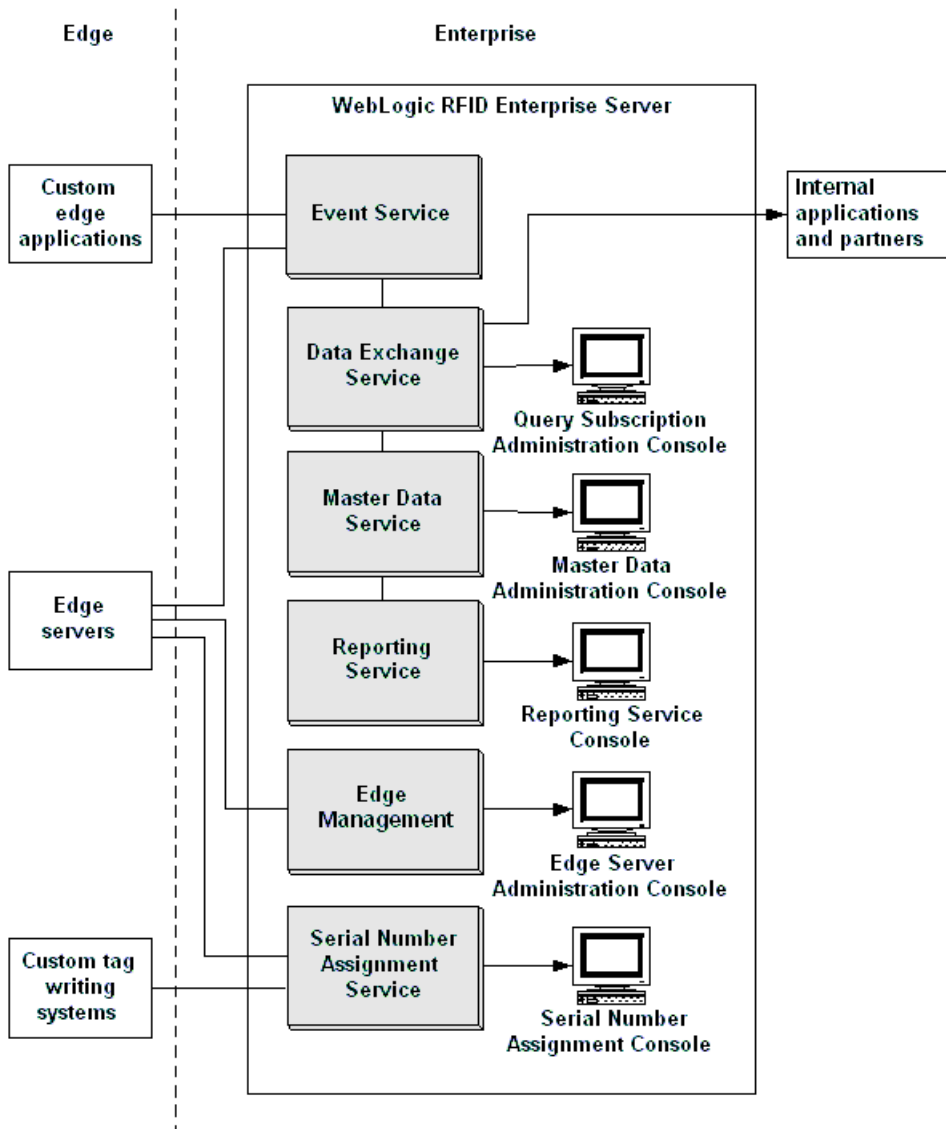 Edge
Enterprise
WebLogic RFID Enterprise Server
Custom
edge
applications
Event Service
Internal
applications
and partners
Data Exchange
Service
Query Subscription
Administration Console
Master Data
Service
Master Data
Administration Console
Edge
servers
Reporting
Service
Reporting Service
Console
Edge
Management
Edge Server
Administration Console
Custom tag
writing
systems
Serial Number
Assignment
Service
Serial Number
Assignment Console